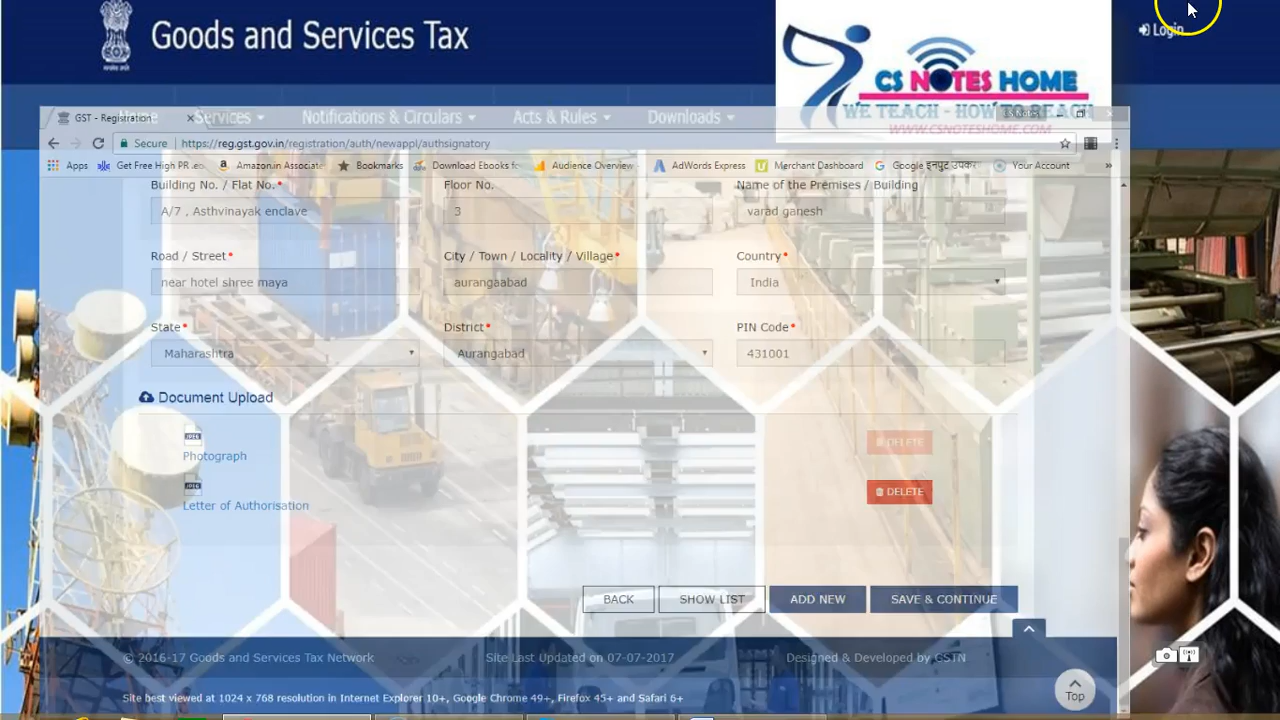 Goods and Services Tax
Login
CS NOTES HOME
WE TEACH - HOW TO REACH
WWW.CSNOTESHOME.COM
Home Services Notifications & Circulars Acts & Rules Downloads
GST - Registration
Secure https://reg.gst.gov.in/registration/auth/newappl/authsignatory
Apps Get Free High PR Amazon.in Associate Bookmarks Download Ebooks fo Audience Overview AdWords Express Merchant Dashboard Google इनपुट उपकर Your Account »
Building No. / Flat No.* Floor No. Name of the Premises / Building
A/7 , Asthvinayak enclave 3 varad ganesh
Road / Street* City / Town / Locality / Village* Country*
near hotel shree maya aurangaabad India
State* District* PIN Code*
Maharashtra Aurangabad 431001
Document Upload
JPEG
Photograph DELETE
JPEG
Letter of Authorisation DELETE
BACK SHOW LIST ADD NEW SAVE & CONTINUE
© 2016-17 Goods and Services Tax Network Site Last Updated on 07-07-2017 Designed & Developed by GSTN
Site best viewed at 1024 x 768 resolution in Internet Explorer 10+, Google Chrome 49+, Firefox 45+ and Safari 6+
Top